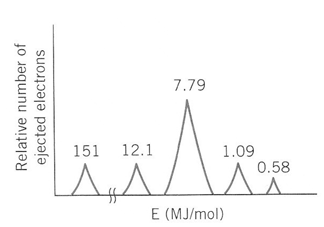 Relative number of
ejected electrons
7.79
151
12.1
1.09
0.58
E (MJ/mol)